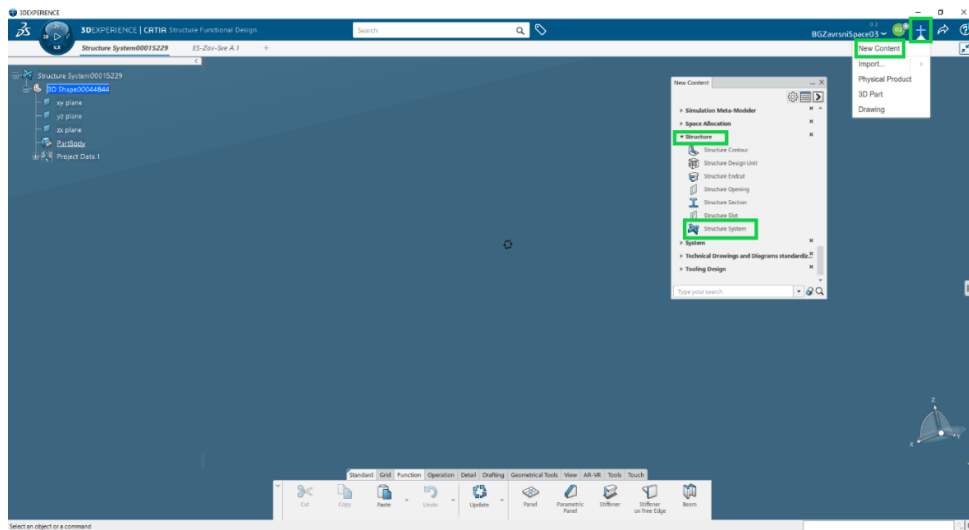 3DEXPERIENCE
3DEXPERIENCE | CATIA Structure Functional Design
Search
BGZavrsniSpace03
Structure System00015229
ES-Zav-Sve A.1
+
New Content
Import...
Physical Product
3D Part
Drawing
Structure System00015229
3D Shape00044844
xy plane
yz plane
zx plane
PartBody
Project Data.1
New Content
Simulation Meta-Modeler
Space Allocation
Structure
Structure Contour
Structure Design Unit
Structure Endcut
Structure Opening
Structure Section
Structure Slot
Structure System
System
Technical Drawings and Diagrams standardiz...
Tooling Design
Type your search
z
y
x
Standard Grid Function Operation Detail Drafting Geometrical Tools View AR-VR Tools Touch
Cut Copy Paste Undo Update Panel Parametric Panel Stiffener Stiffener on Free Edge Beam
Select an object or a command